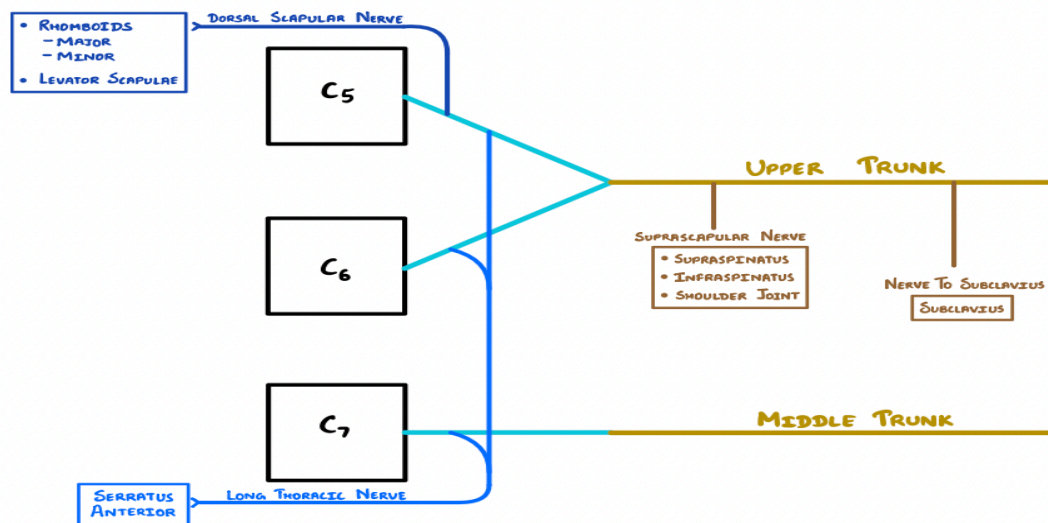 • Rhomboids
– Major
– Minor
• Levator Scapulae
Dorsal Scapular Nerve
C5
Upper Trunk
Suprascapular Nerve
• Supraspinatus
• Infraspinatus
• Shoulder Joint
Nerve To Subclavius
Subclavius
C6
C7
Middle Trunk
Long Thoracic Nerve
Serratus
Anterior